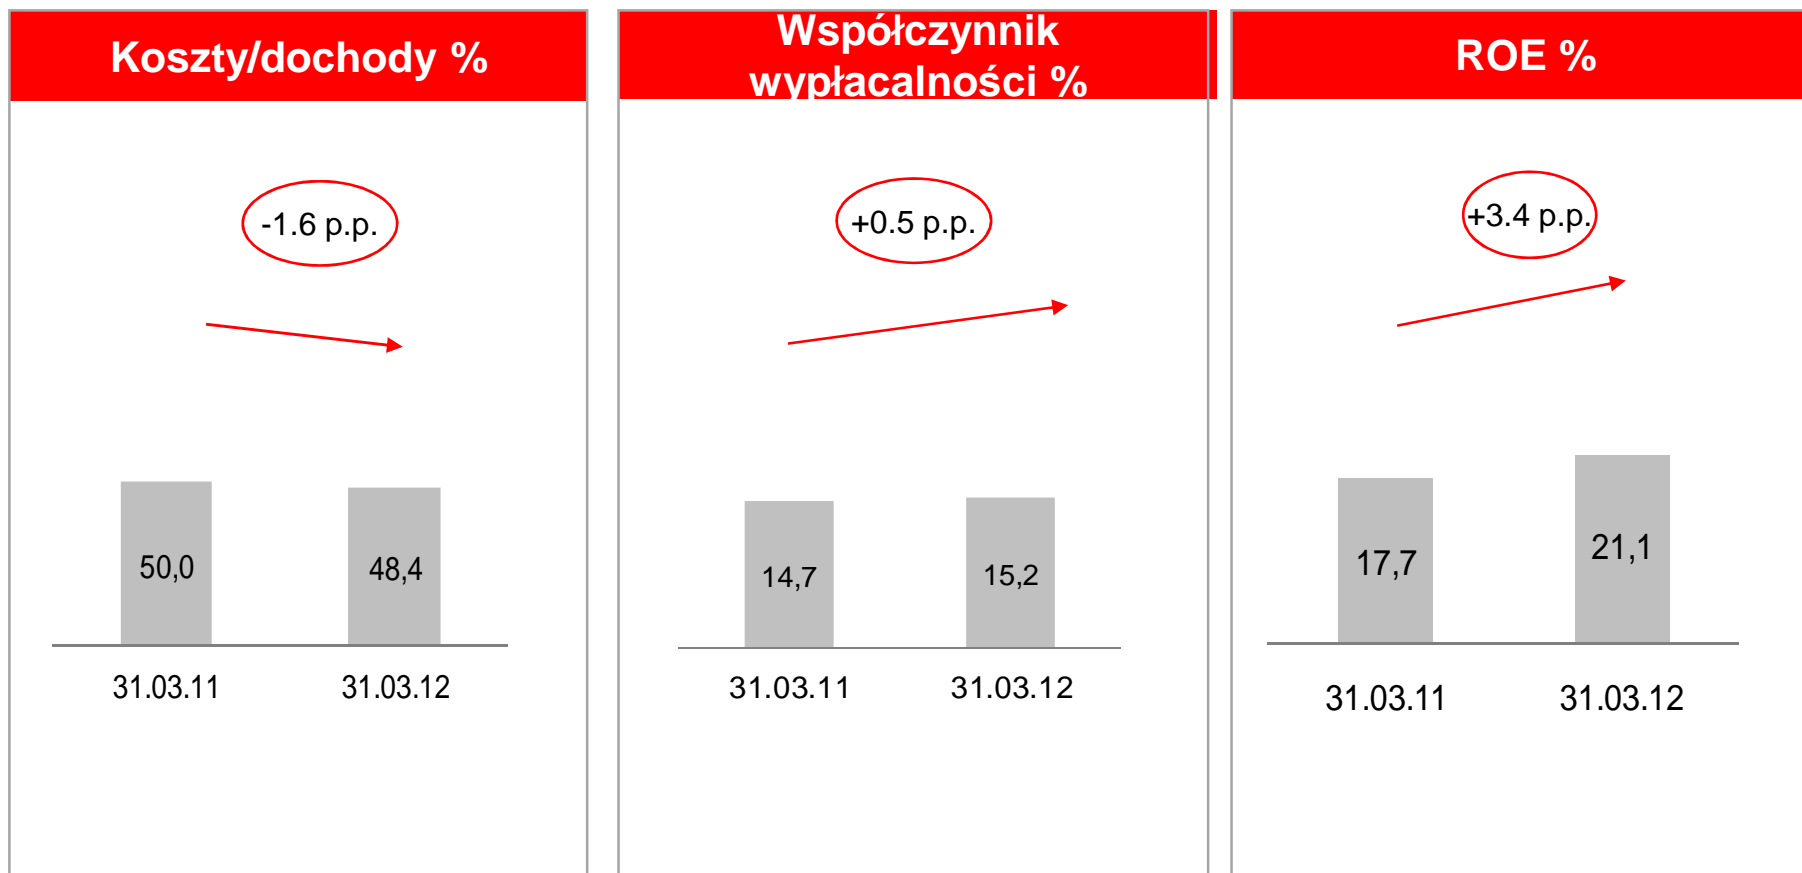 Koszty/dochody %
-1.6 p.p.
50,0
48,4
31.03.11
31.03.12
Współczynnik
wypłacalności %
+0.5 p.p.
14,7
15,2
31.03.11
31.03.12
ROE %
+3.4 p.p.
17,7
21,1
31.03.11
31.03.12